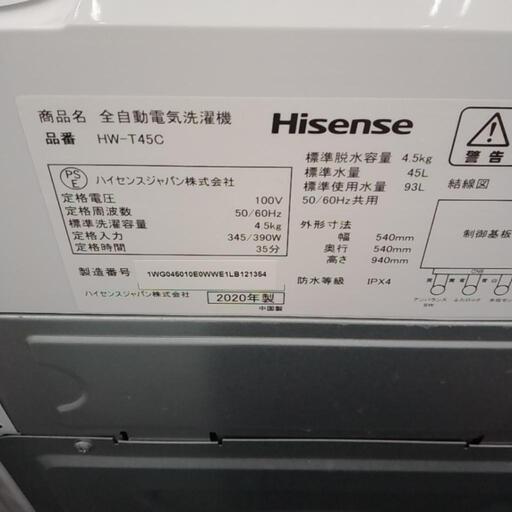 商品名 全自動電気洗濯機
品番 HW-T45C
Hisense
PS
E
ハイセンスジャパン株式会社
定格電圧 100V
定格周波数 50/60Hz
標準洗濯容量 4.5kg
定格入力 345/390W
定格時間 35分
製造番号 1WG045010E0WWE1LB121354
ハイセンスジャパン株式会社 2020年製
中国製
標準脱水容量 4.5kg
標準水量 45L
標準使用水量 93L
50/60Hz共用
外形寸法
幅 540mm
奥行 540mm
高さ 940mm
防水等級 IPX4
警告
結線図
制御基板